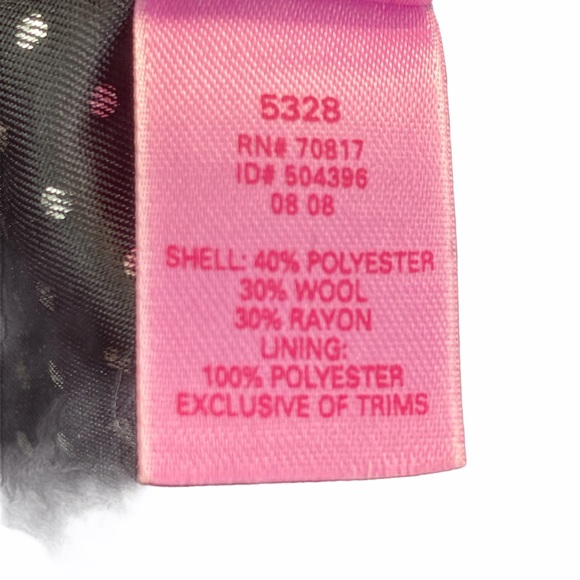 5328
RN# 70817
ID# 504396
08 08
SHELL: 40% POLYESTER
30% WOOL
30% RAYON
LINING:
100% POLYESTER
EXCLUSIVE OF TRIMS